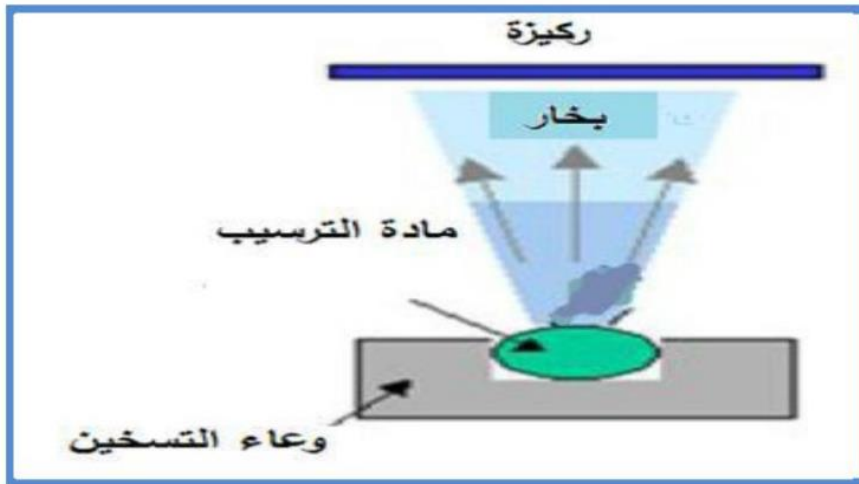 ركيزة
بخار
مادة الترسيب
وعاء التسخين